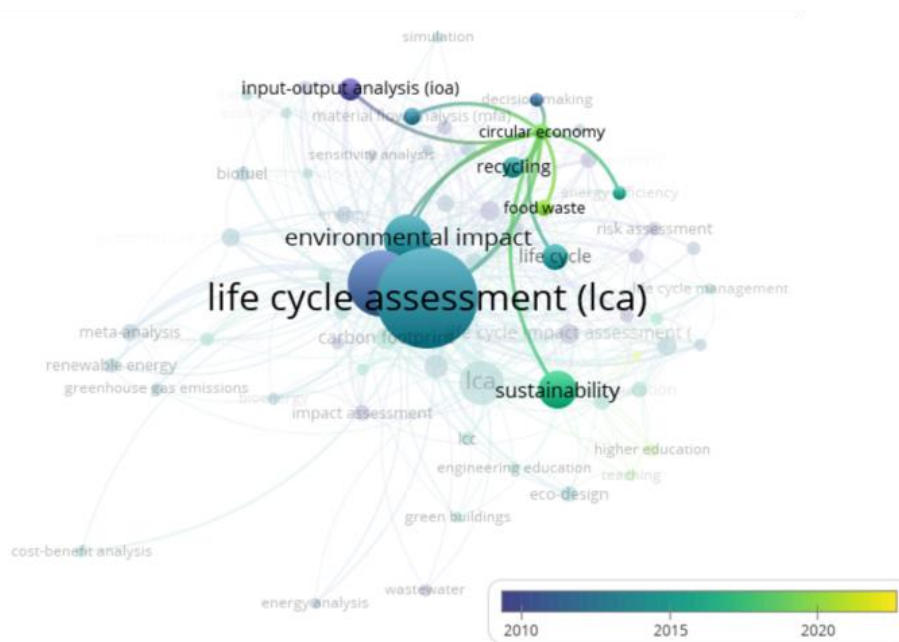 simulation
input-output analysis (ioa)
decision making
material flow analysis (mfa)
circular economy
sensitivity analysis
recycling
biofuel
energy efficiency
food waste
energy
risk assessment
environmental impact
life cycle
life cycle management
life cycle assessment (lca)
meta-analysis
carbon footprint
life cycle impact assessment (
renewable energy
greenhouse gas emissions
lca
sustainability
bioenergy
impact assessment
lcc
higher education
engineering education
teaching
eco-design
green buildings
cost-benefit analysis
wastewater
energy analysis
2010
2015
2020